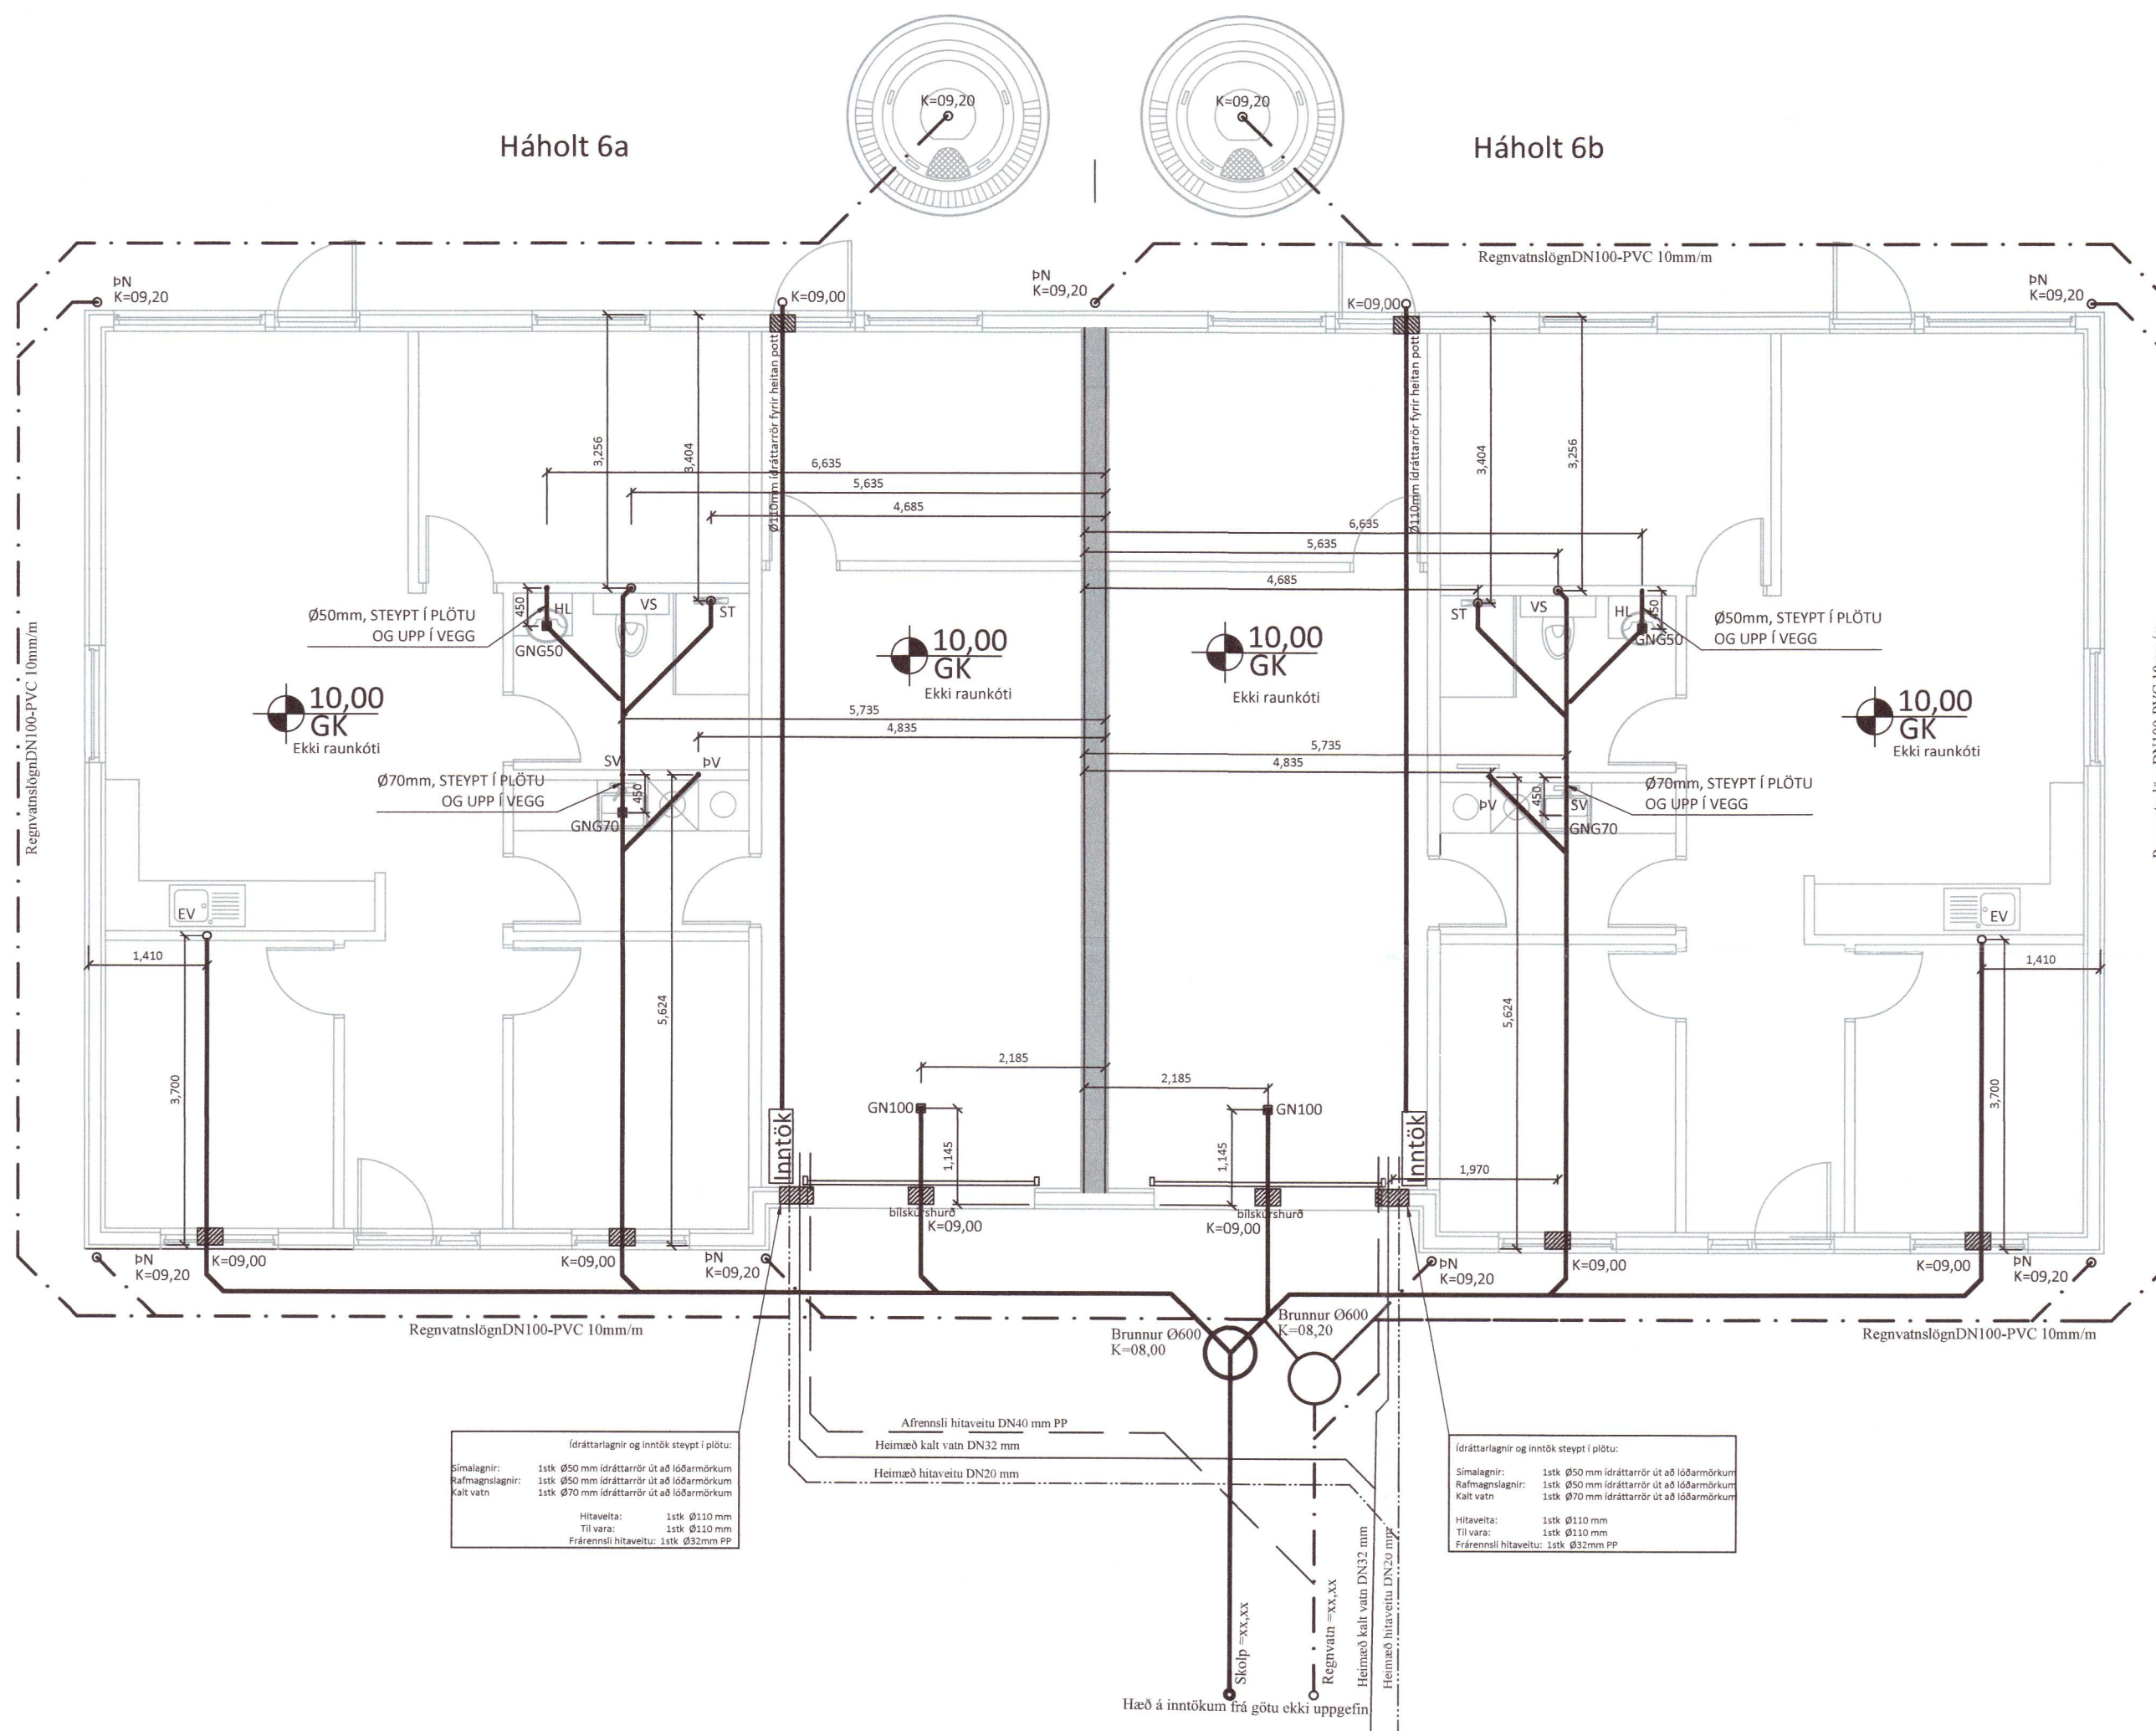 K=09,20
K=09,20
Háholt 6a
Háholt 6b
RegnvatnslögnDN100-PVC 10mm/m
ÞN
K=09,20
K=09,00
ÞN
K=09,20
K=09,00
ÞN
K=09,20
Ø110mm ídráttarrör fyrir heitan pott
Ø110mm ídráttarrör fyrir heitan pott
3,256
3,404
6,635
5,635
4,685
3,404
3,256
6,635
5,635
4,685
Ø50mm, STEYPT Í PLÖTU
OG UPP Í VEGG
450
HL
VS
ST
GNG50
ST
VS
HL
450
GNG50
Ø50mm, STEYPT Í PLÖTU
OG UPP Í VEGG
RegnvatnslögnDN100-PVC 10mm/m
10,00
GK
Ekki raunkóti
10,00
GK
Ekki raunkóti
10,00
GK
Ekki raunkóti
10,00
GK
Ekki raunkóti
5,735
4,835
5,735
4,835
SV
ÞV
Ø70mm, STEYPT Í PLÖTU
OG UPP Í VEGG
450
GNG70
ÞV
450
SV
GNG70
Ø70mm, STEYPT Í PLÖTU
OG UPP Í VEGG
EV
EV
1,410
1,410
3,700
5,624
5,624
3,700
2,185
2,185
GN100
GN100
1,145
1,145
Inntök
Inntök
1,970
bílskúrshurð
K=09,00
bílskúrshurð
K=09,00
ÞN
K=09,20
K=09,00
K=09,00
ÞN
K=09,20
ÞN
K=09,20
K=09,00
K=09,00
ÞN
K=09,20
RegnvatnslögnDN100-PVC 10mm/m
Brunnur Ø600
K=08,00
Brunnur Ø600
K=08,20
RegnvatnslögnDN100-PVC 10mm/m
Afrennsli hitaveitu DN40 mm PP
Heimæð kalt vatn DN32 mm
Heimæð hitaveitu DN20 mm
Ídráttarlagnir og inntök steypt í plötu:
Símalagnir: 1stk Ø50 mm ídráttarrör út að lóðarmörkum
Rafmagnslagnir: 1stk Ø50 mm ídráttarrör út að lóðarmörkum
Kalt vatn 1stk Ø70 mm ídráttarrör út að lóðarmörkum
Hitaveita: 1stk Ø110 mm
Til vara: 1stk Ø110 mm
Frárennsli hitaveitu: 1stk Ø32mm PP
Ídráttarlagnir og inntök steypt í plötu:
Símalagnir: 1stk Ø50 mm ídráttarrör út að lóðarmörkum
Rafmagnslagnir: 1stk Ø50 mm ídráttarrör út að lóðarmörkum
Kalt vatn 1stk Ø70 mm ídráttarrör út að lóðarmörkum
Hitaveita: 1stk Ø110 mm
Til vara: 1stk Ø110 mm
Frárennsli hitaveitu: 1stk Ø32mm PP
Skolp =xx,xx
Regnvatn =xx,xx
Heimæð kalt vatn DN32 mm
Heimæð hitaveitu DN20 mm
Hæð á inntökum frá götu ekki uppgefin